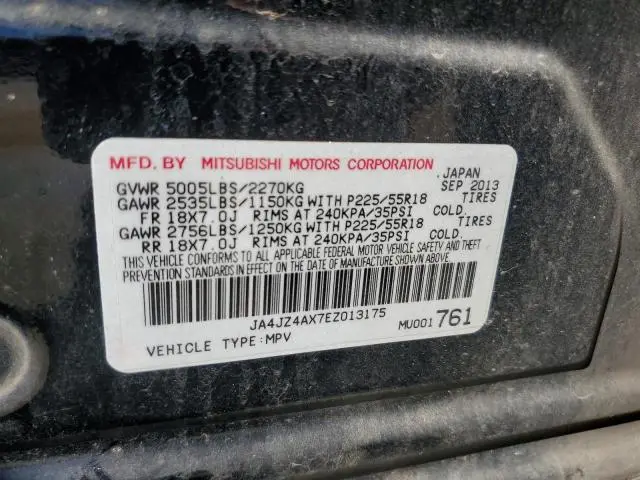 MFD. BY MITSUBISHI MOTORS CORPORATION JAPAN
GVWR 5005LBS/2270KG SEP 2013
GAWR 2535LBS/1150KG WITH P225/55R18 TIRES
FR 18X7.0J RIMS AT 240KPA/35PSI COLD.
GAWR 2756LBS/1250KG WITH P225/55R18 TIRES
RR 18X7.0J RIMS AT 240KPA/35PSI COLD.
THIS VEHICLE CONFORMS TO ALL APPLICABLE FEDERAL MOTOR VEHICLE SAFETY AND THEFT
PREVENTION STANDARDS IN EFFECT ON THE DATE OF MANUFACTURE SHOWN ABOVE.
JA4JZ4AX7EZ013175
VEHICLE TYPE:MPV MU001 761